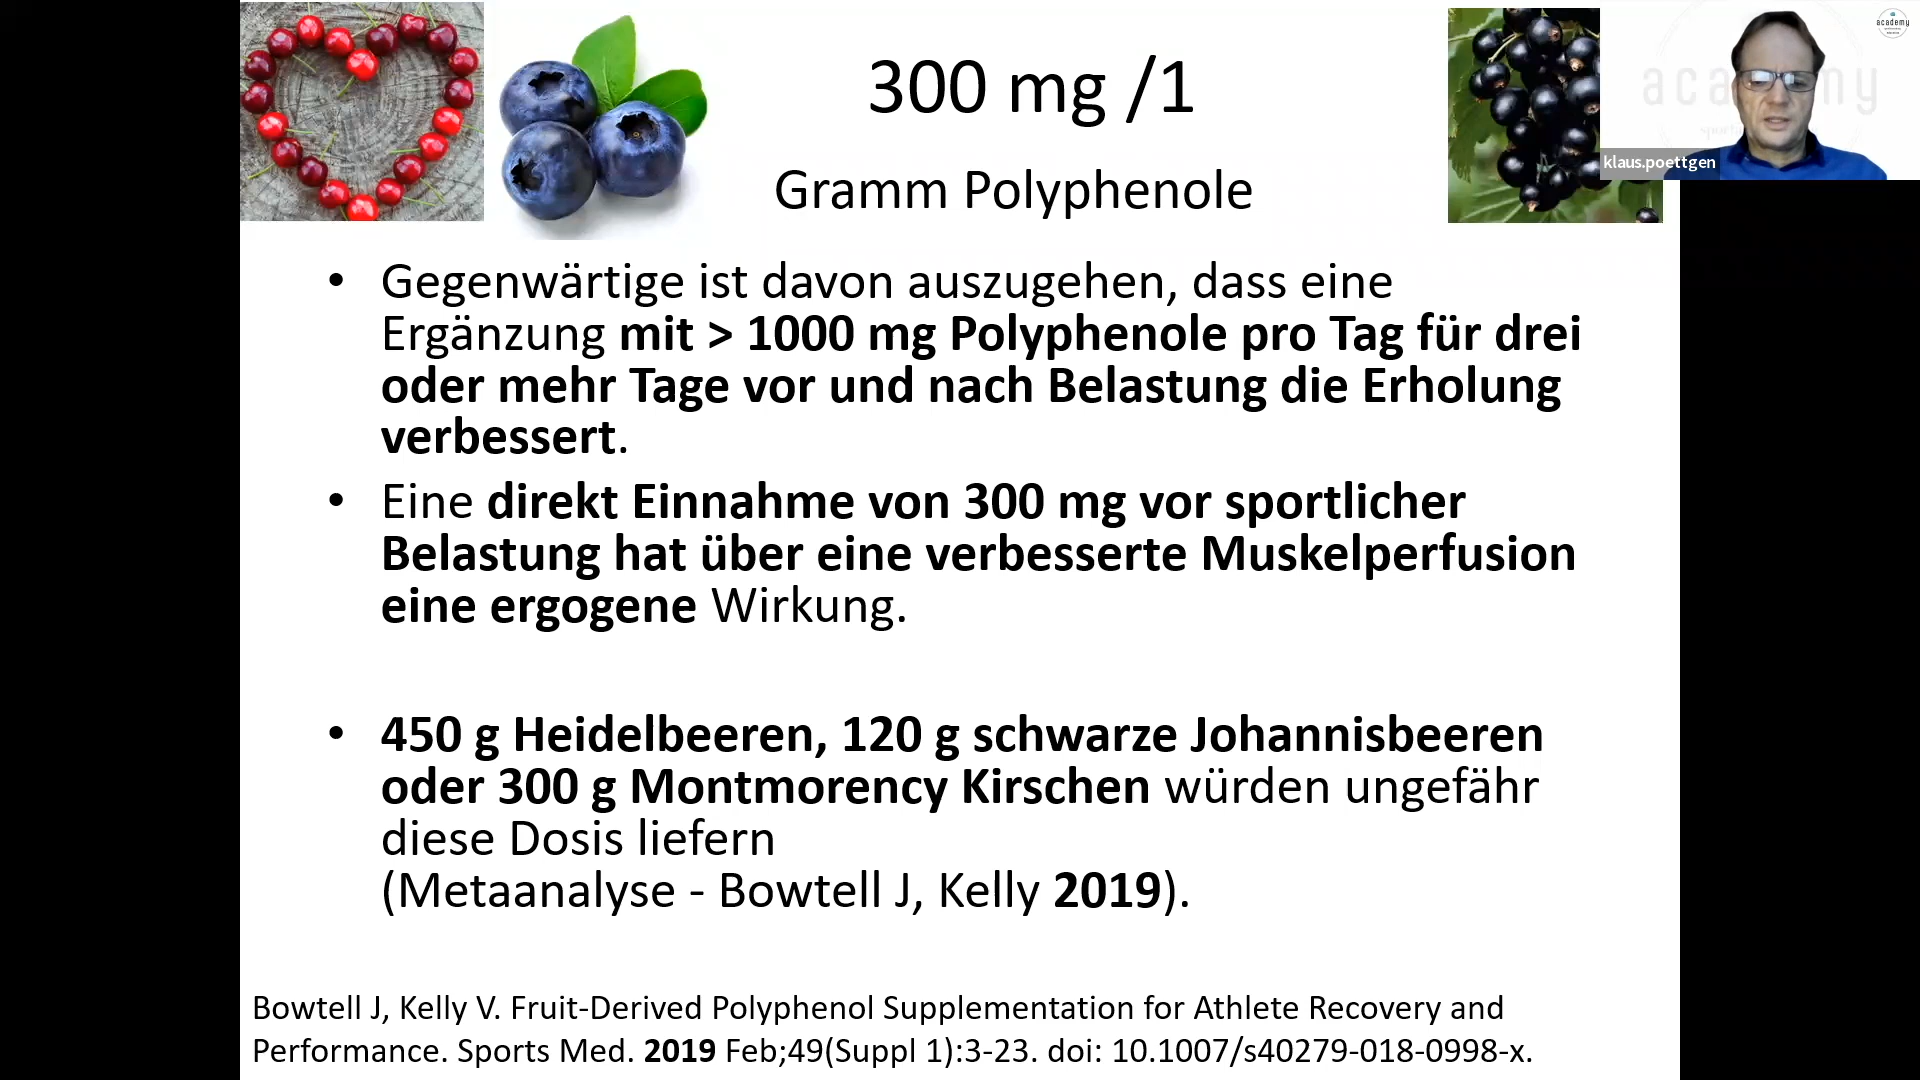 300 mg /1
Gramm Polyphenole
academy
klaus.poettgen
• Gegenwärtige ist davon auszugehen, dass eine
Ergänzung mit > 1000 mg Polyphenole pro Tag für drei
oder mehr Tage vor und nach Belastung die Erholung
verbessert.
• Eine direkt Einnahme von 300 mg vor sportlicher
Belastung hat über eine verbesserte Muskelperfusion
eine ergogene Wirkung.
• 450 g Heidelbeeren, 120 g schwarze Johannisbeeren
oder 300 g Montmorency Kirschen würden ungefähr
diese Dosis liefern
(Metaanalyse - Bowtell J, Kelly 2019).
Bowtell J, Kelly V. Fruit-Derived Polyphenol Supplementation for Athlete Recovery and
Performance. Sports Med. 2019 Feb;49(Suppl 1):3-23. doi: 10.1007/s40279-018-0998-x.